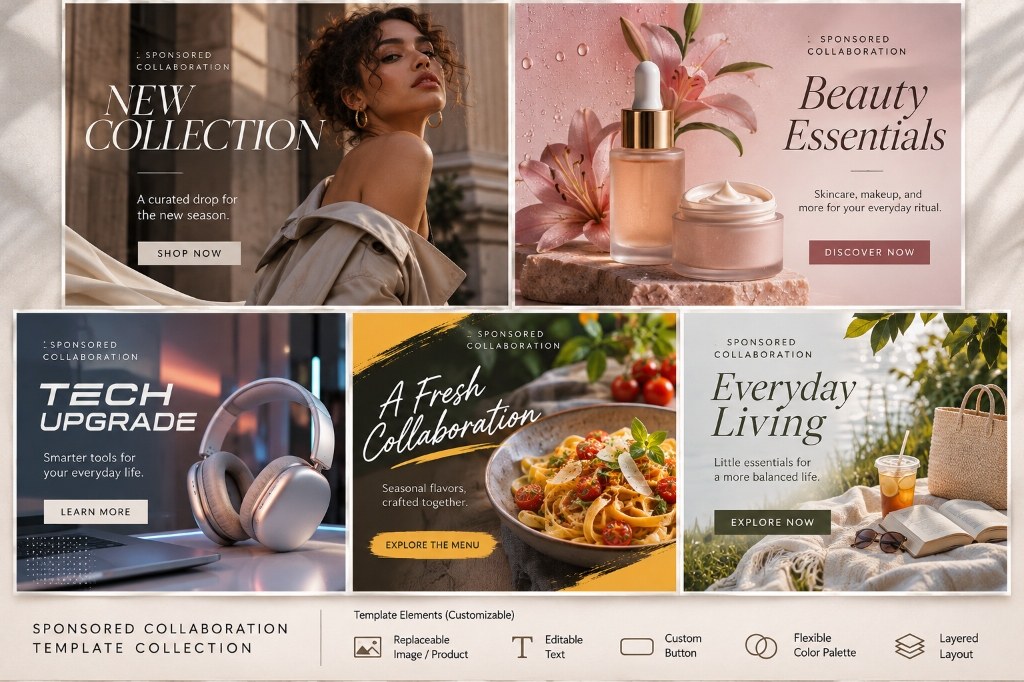 SPONSORED
COLLABORATION
NEW
COLLECTION
A curated drop for
the new season.
SHOP NOW
SPONSORED
COLLABORATION
Beauty
Essentials
Skincare, makeup, and
more for your everyday ritual.
DISCOVER NOW
SPONSORED
COLLABORATION
TECH
UPGRADE
Smarter tools for
your everyday life.
LEARN MORE
SPONSORED
COLLABORATION
A Fresh
Collaboration
Seasonal flavors,
crafted together.
EXPLORE THE MENU
SPONSORED
COLLABORATION
Everyday
Living
Little essentials for
a more balanced life.
EXPLORE NOW
SPONSORED COLLABORATION
TEMPLATE COLLECTION
Template Elements (Customizable)
Replaceable
Image / Product
Editable
Text
Custom
Button
Flexible
Color Palette
Layered
Layout